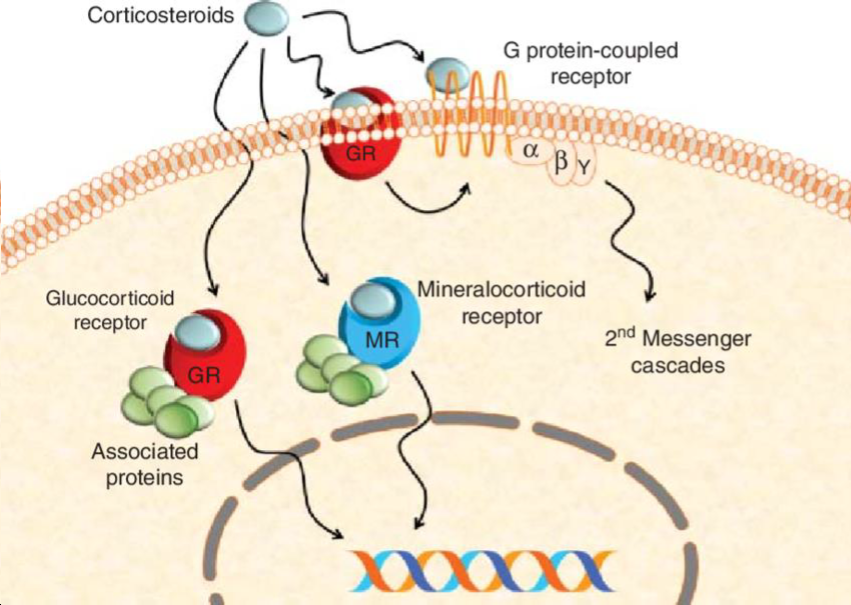 Corticosteroids
G protein-coupled
receptor
GR
α
β
γ
Glucocorticoid
receptor
Mineralocorticoid
receptor
2nd Messenger
cascades
MR
GR
Associated
proteins